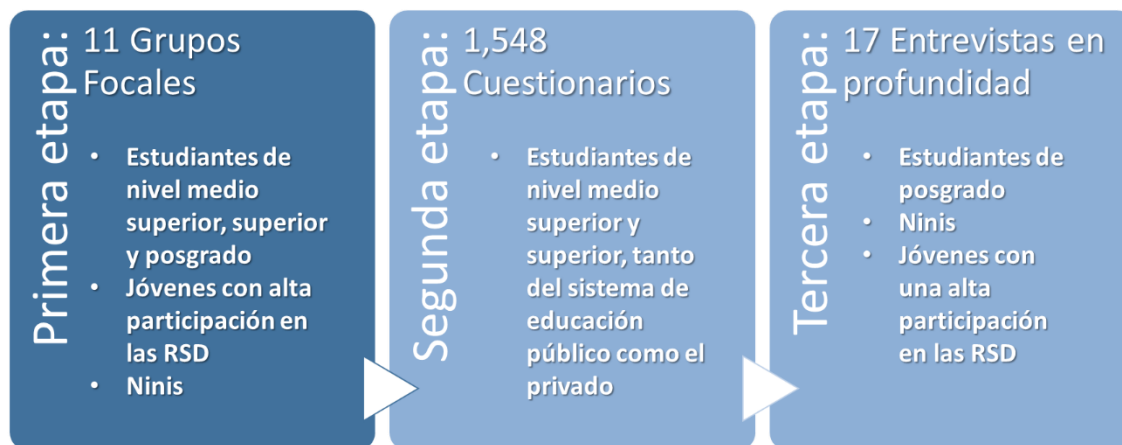 Primera etapa:
11 Grupos
Focales
• Estudiantes de
nivel medio
superior, superior
y posgrado
• Jóvenes con alta
participación en
las RSD
• Ninis
Segunda etapa:
1,548
Cuestionarios
• Estudiantes de
nivel medio
superior y
superior, tanto
del sistema de
educación
público como el
privado
Tercera etapa:
17 Entrevistas en
profundidad
• Estudiantes de
posgrado
• Ninis
• Jóvenes con
una alta
participación
en las RSD